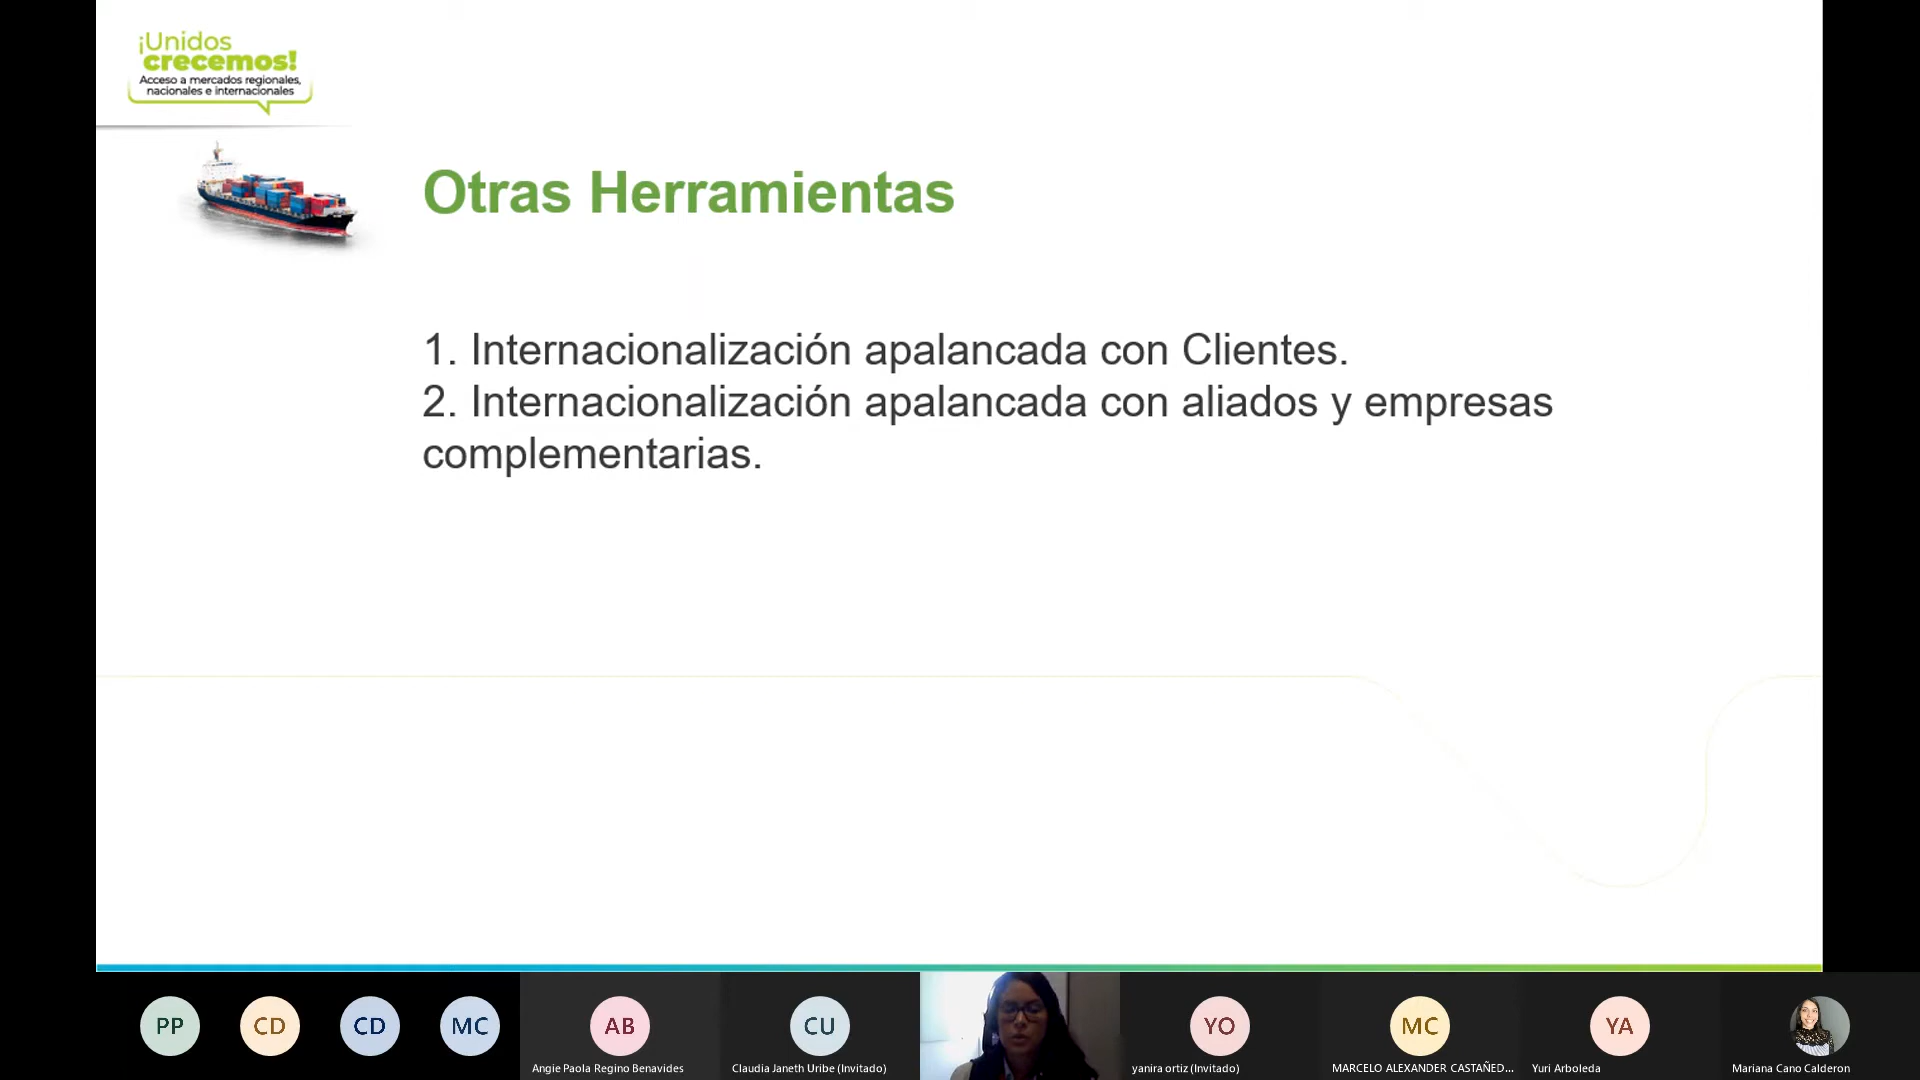 ¡Unidos
crecemos!
Acceso a mercados regionales,
nacionales e internacionales
Otras Herramientas
1. Internacionalización apalancada con Clientes.
2. Internacionalización apalancada con aliados y empresas
complementarias.
PP
CD
CD
MC
AB
CU
YO
MC
YA
Angie Paola Regino Benavides
Claudia Janeth Uribe (Invitado)
yanira ortiz (Invitado)
MARCELO ALEXANDER CASTAÑED...
Yuri Arboleda
Mariana Cano Calderon